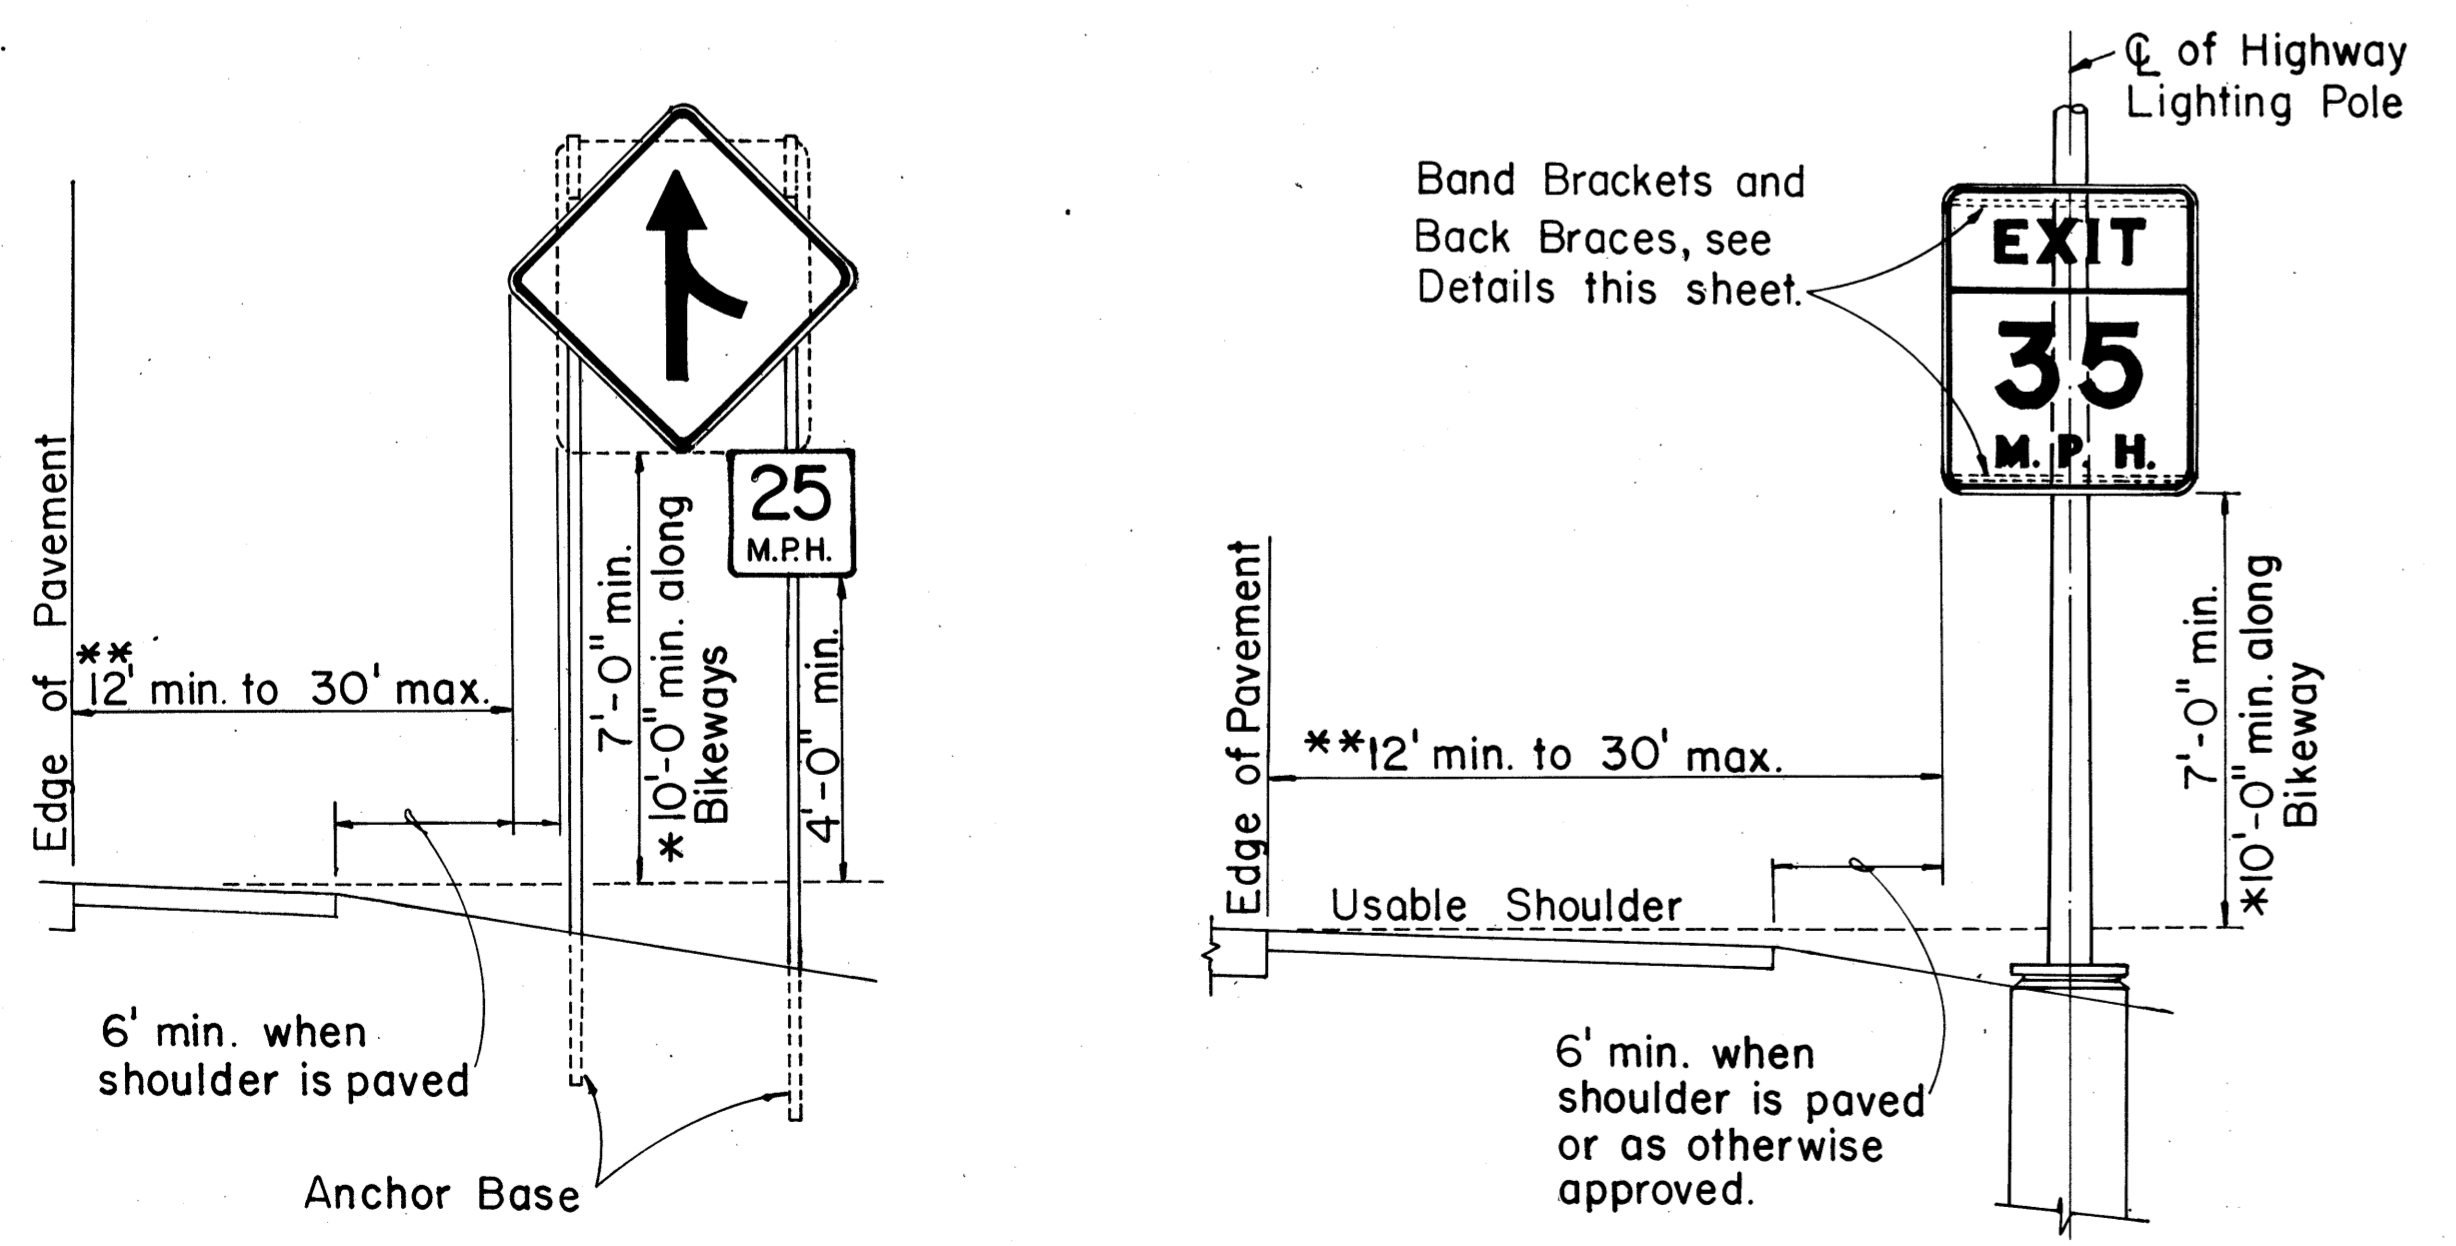 Edge of Pavement
**
12' min. to 30' max.
7'-0" min.
*10'-0" min. along
Bikeways
25
M.P.H.
4'-0" min.
6' min. when
shoulder is paved
Anchor Base
℄ of Highway
Lighting Pole
Band Brackets and
Back Braces, see
Details this sheet.
EXIT
35
M.P.H.
Edge of Pavement
**12' min. to 30' max.
Usable Shoulder
7'-0" min.
*10'-0" min. along
Bikeway
6' min. when
shoulder is paved
or as otherwise
approved.